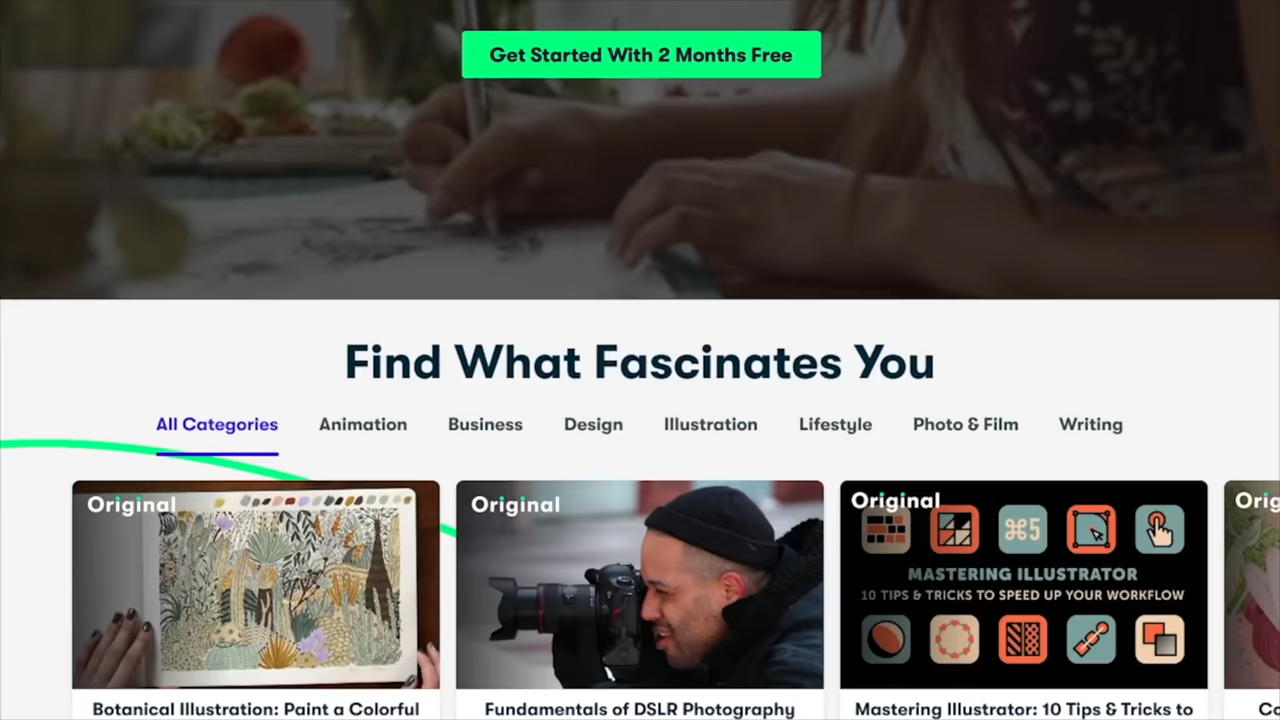 Get Started With 2 Months Free
Find What Fascinates You
All Categories Animation Business Design Illustration Lifestyle Photo & Film Writing
Original
Original
Original
⌘5
MASTERING ILLUSTRATOR
10 TIPS & TRICKS TO SPEED UP YOUR WORKFLOW
Orig
Botanical Illustration: Paint a Colorful
Fundamentals of DSLR Photography
Mastering Illustrator: 10 Tips & Tricks to